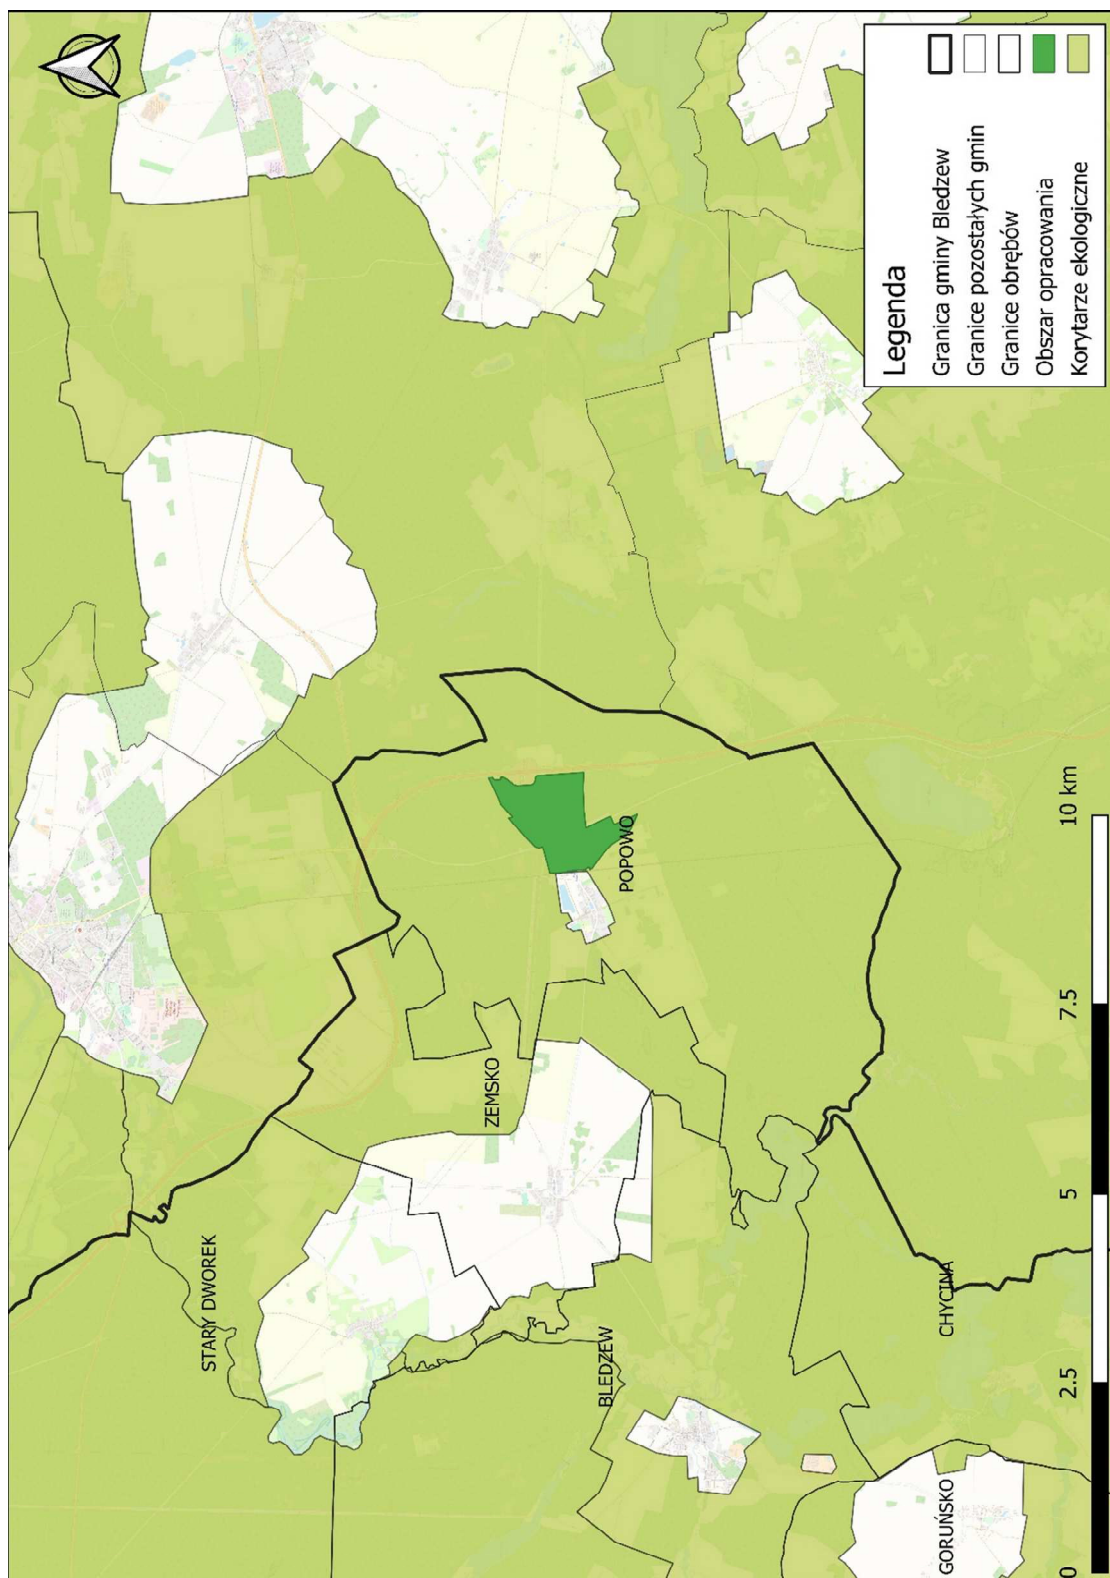 STARY DWOREK
ZEMSKO
POPOWO
BLEDZEW
CHYCINA
GORUŃSKO
Legenda
Granica gminy Bledzew
Granice pozostałych gmin
Granice obrębów
Obszar opracowania
Korytarze ekologiczne
0
2.5
5
7.5
10 km